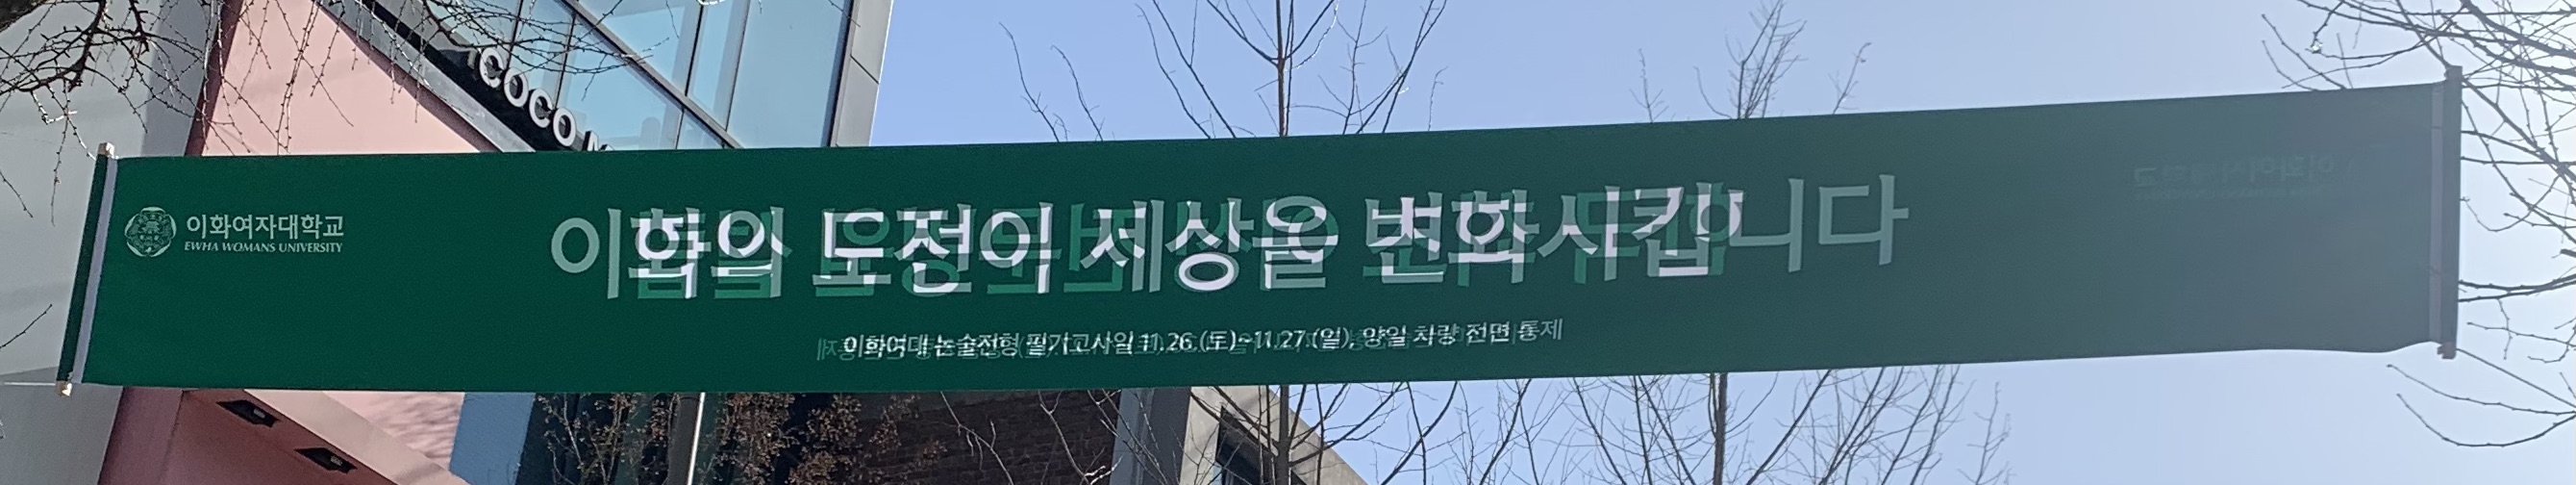 COCO
이화여자대학교
EWHA WOMANS UNIVERSITY
이화의 도전이 세상을 변화시킵니다
이화여대 논술전형 필기고사일 11.26.(토)~11.27.(일), 양일 차량 전면 통제